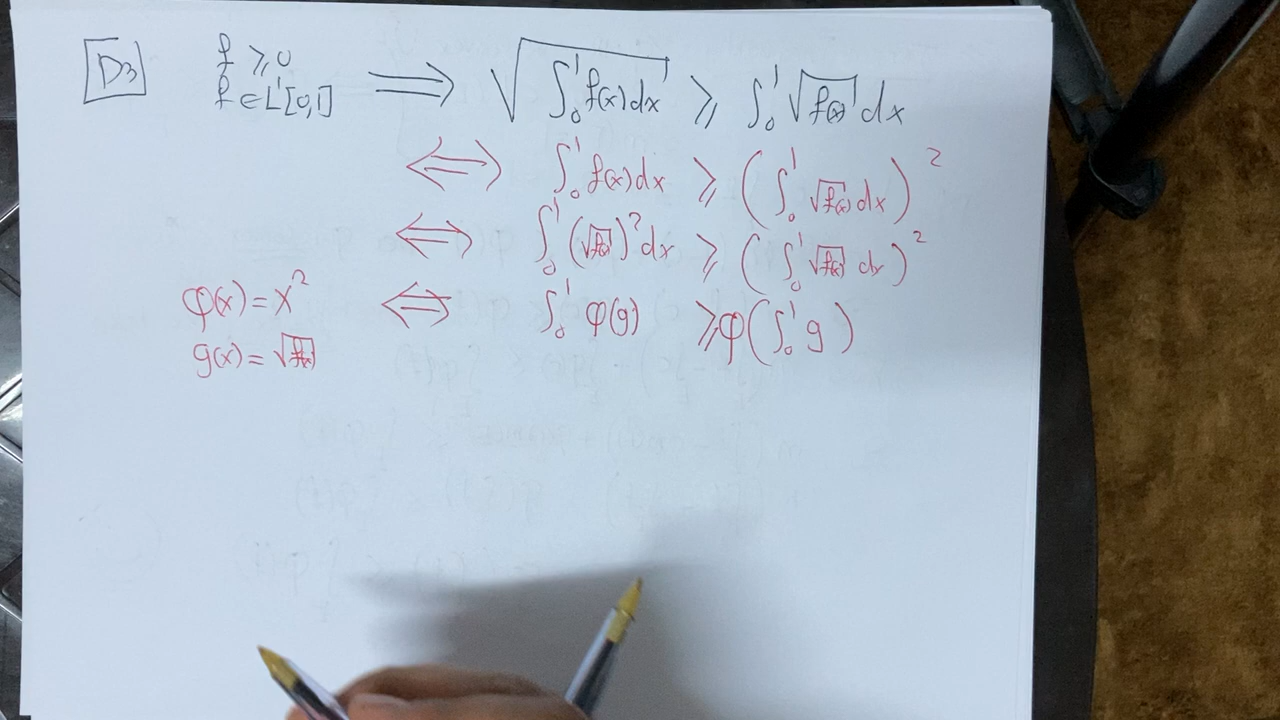 D3 f ≥ 0 f ∈ L¹[0,1] ⟹ √(∫₀¹ f(x)dx) ≥ ∫₀¹ √f(x) dx
⟺ ∫₀¹ f(x)dx ≥ (∫₀¹ √f(x) dx)²
⟺ ∫₀¹ (√f(x))² dx ≥ (∫₀¹ √f(x) dx)²
φ(x) = x² ⟺ ∫₀¹ φ(g) ≥ φ(∫₀¹ g)
g(x) = √f(x)